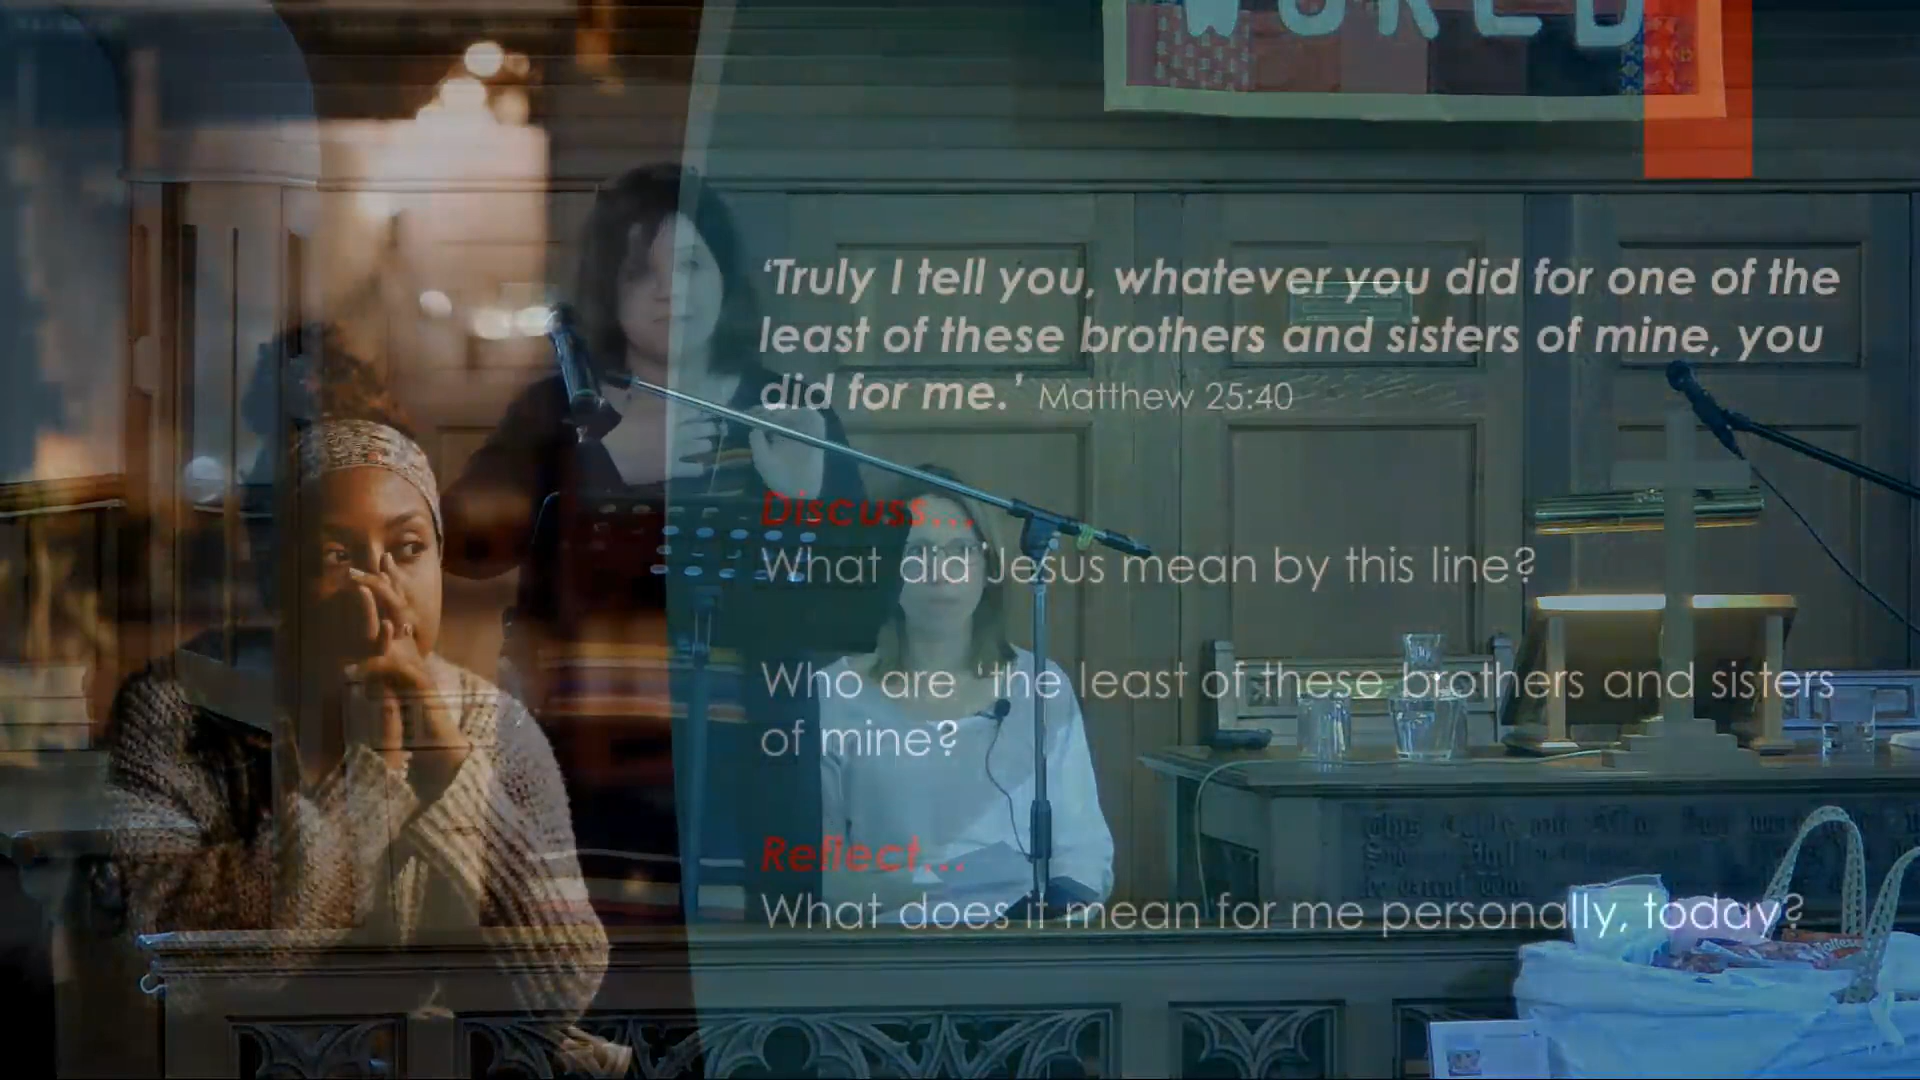 WORLD
‘Truly I tell you, whatever you did for one of the
least of these brothers and sisters of mine, you
did for me.’ Matthew 25:40
Discuss...
What did Jesus mean by this line?
Who are ‘the least of these brothers and sisters
of mine?
Reflect...
What does it mean for me personally, today?